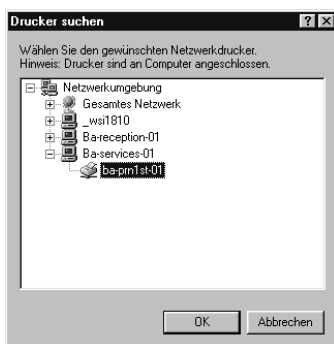 Drucker suchen
Wählen Sie den gewünschten Netzwerkdrucker.
Hinweis: Drucker sind an Computer angeschlossen.
Netzwerkumgebung
Gesamtes Netzwerk
_wsi1810
Ba-reception-01
Ba-services-01
ba-prn1st-01
OK
Abbrechen